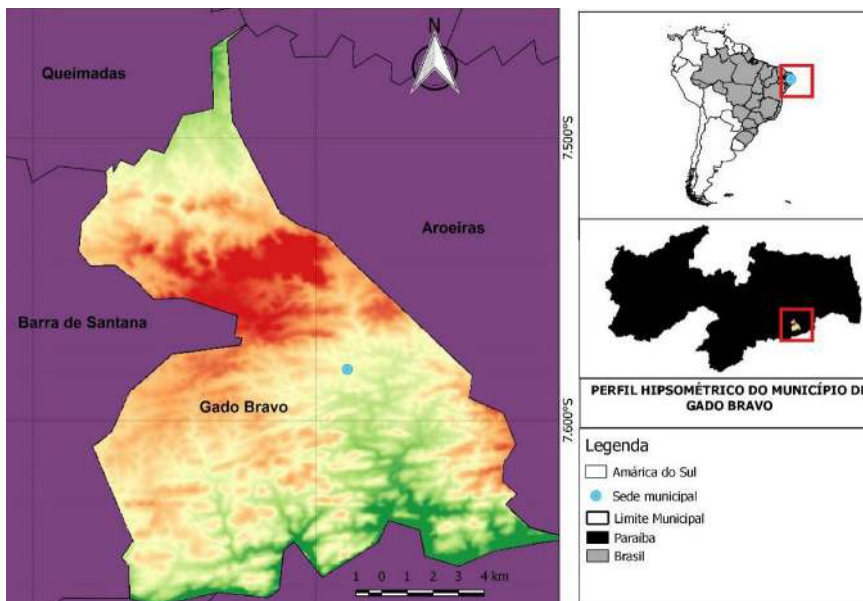 N
Queimadas
7.500°S
Aroeiras
Barra de Santana
Gado Bravo
7.600°S
1 0 1 2 3 4 km
PERFIL HIPSOMÉTRICO DO MUNICÍPIO DE
GADO BRAVO
Legenda
Amárica do Sul
Sede municipal
Limite Municipal
Paraíba
Brasil